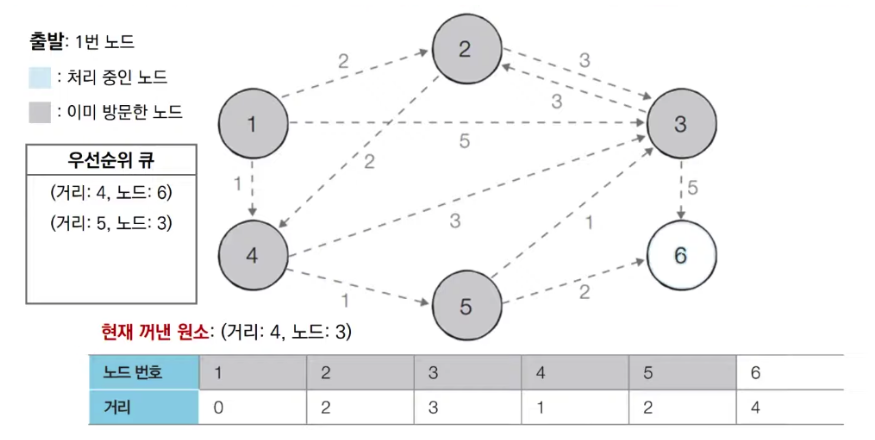 출발: 1번 노드
: 처리 중인 노드
: 이미 방문한 노드
우선순위 큐
(거리: 4, 노드: 6)
(거리: 5, 노드: 3)
2
3
2
3
1
3
5
2
1
4
3
1
5
6
1
5
2
현재 꺼낸 원소: (거리: 4, 노드: 3)
노드 번호 1 2 3 4 5 6
거리 0 2 3 1 2 4